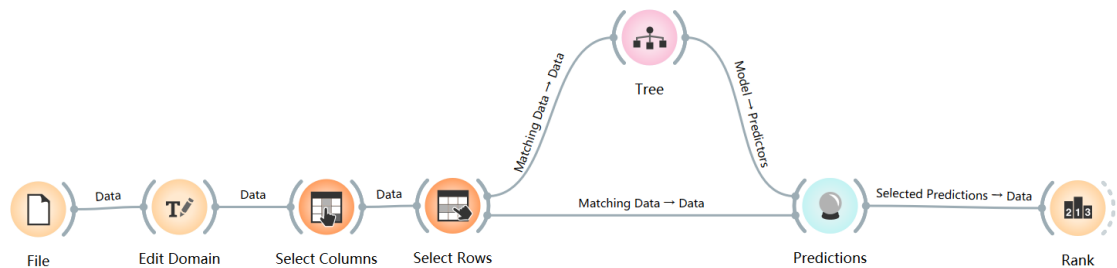 Matching Data → Data
Tree
Model → Predictors
Data
Data
Data
Matching Data → Data
Selected Predictions → Data
T
213
File
Edit Domain
Select Columns
Select Rows
Predictions
Rank